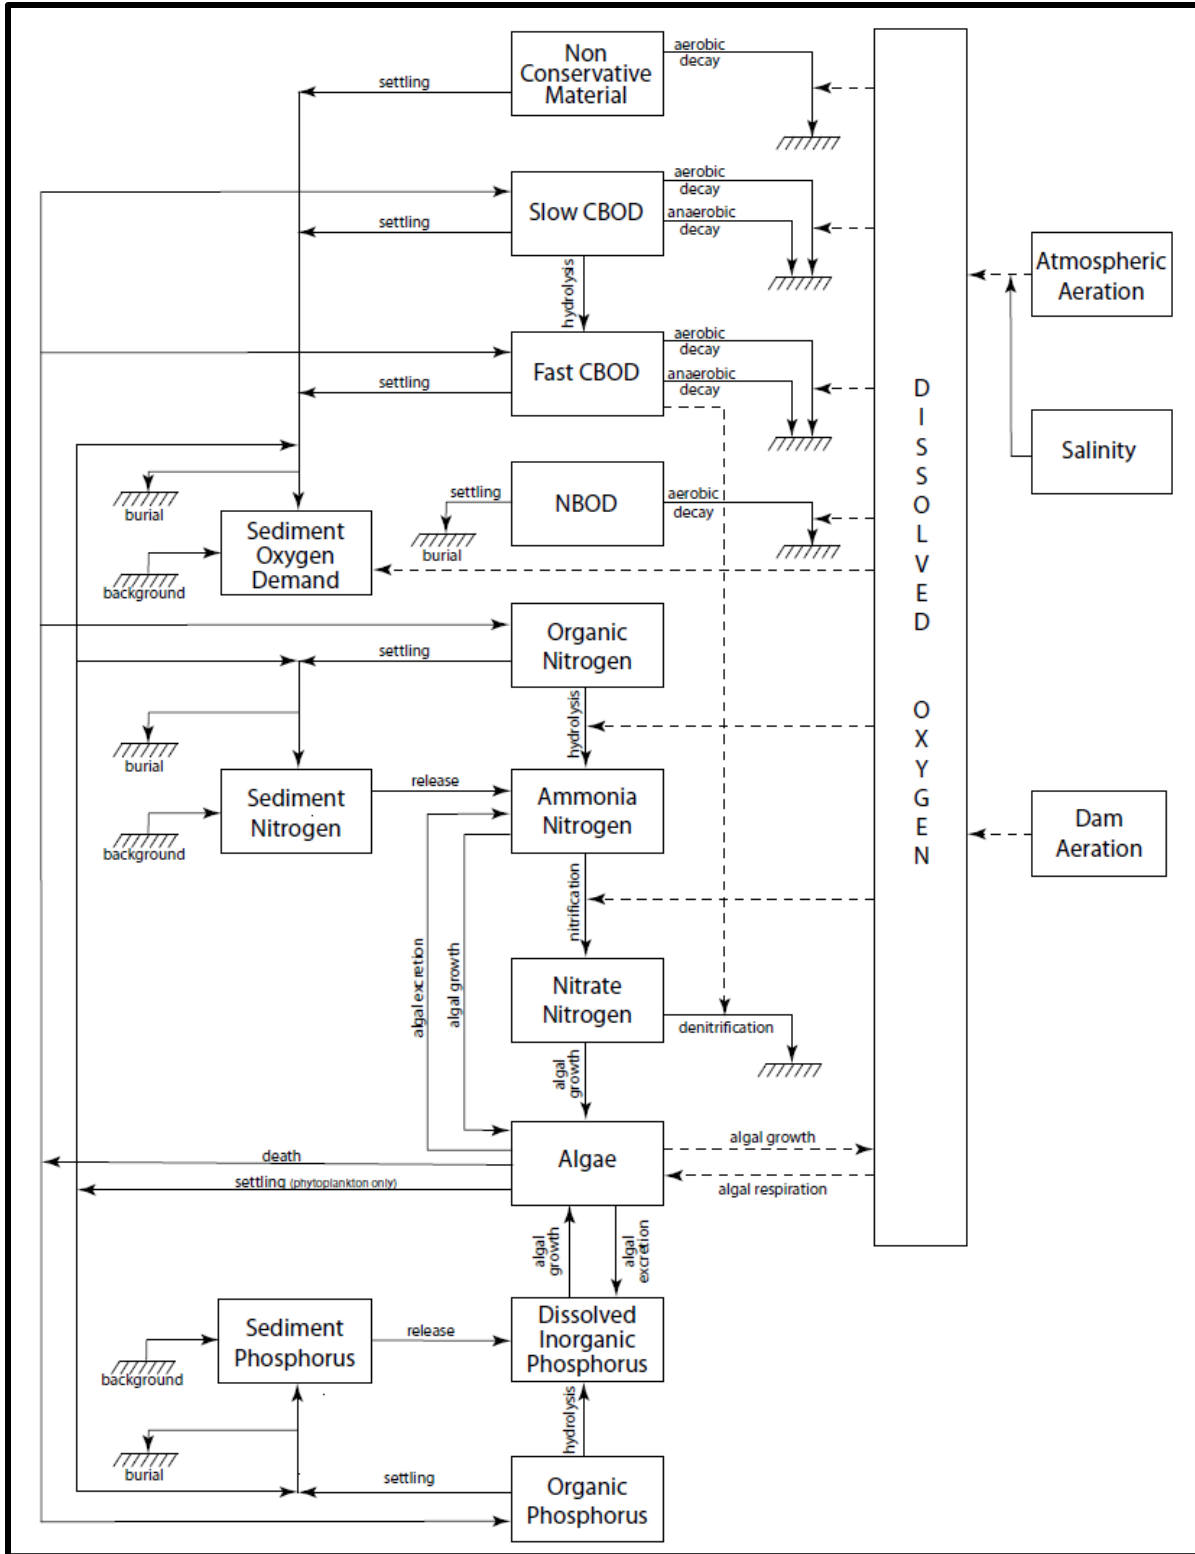 Non
Conservative
Material
aerobic
decay
settling
Slow CBOD
aerobic
decay
anaerobic
decay
settling
hydrolysis
Atmospheric
Aeration
Fast CBOD
aerobic
decay
anaerobic
decay
settling
Salinity
burial
NBOD
settling
aerobic
decay
burial
Sediment
Oxygen
Demand
background
DISSOLVED OXYGEN
Organic
Nitrogen
settling
hydrolysis
burial
Sediment
Nitrogen
release
Ammonia
Nitrogen
background
Dam
Aeration
nitrification
algal excretion
algal growth
Nitrate
Nitrogen
denitrification
algal
growth
Algae
algal growth
algal respiration
death
settling (phytoplankton only)
algal
growth
algal
excretion
Sediment
Phosphorus
release
Dissolved
Inorganic
Phosphorus
background
hydrolysis
burial
settling
Organic
Phosphorus